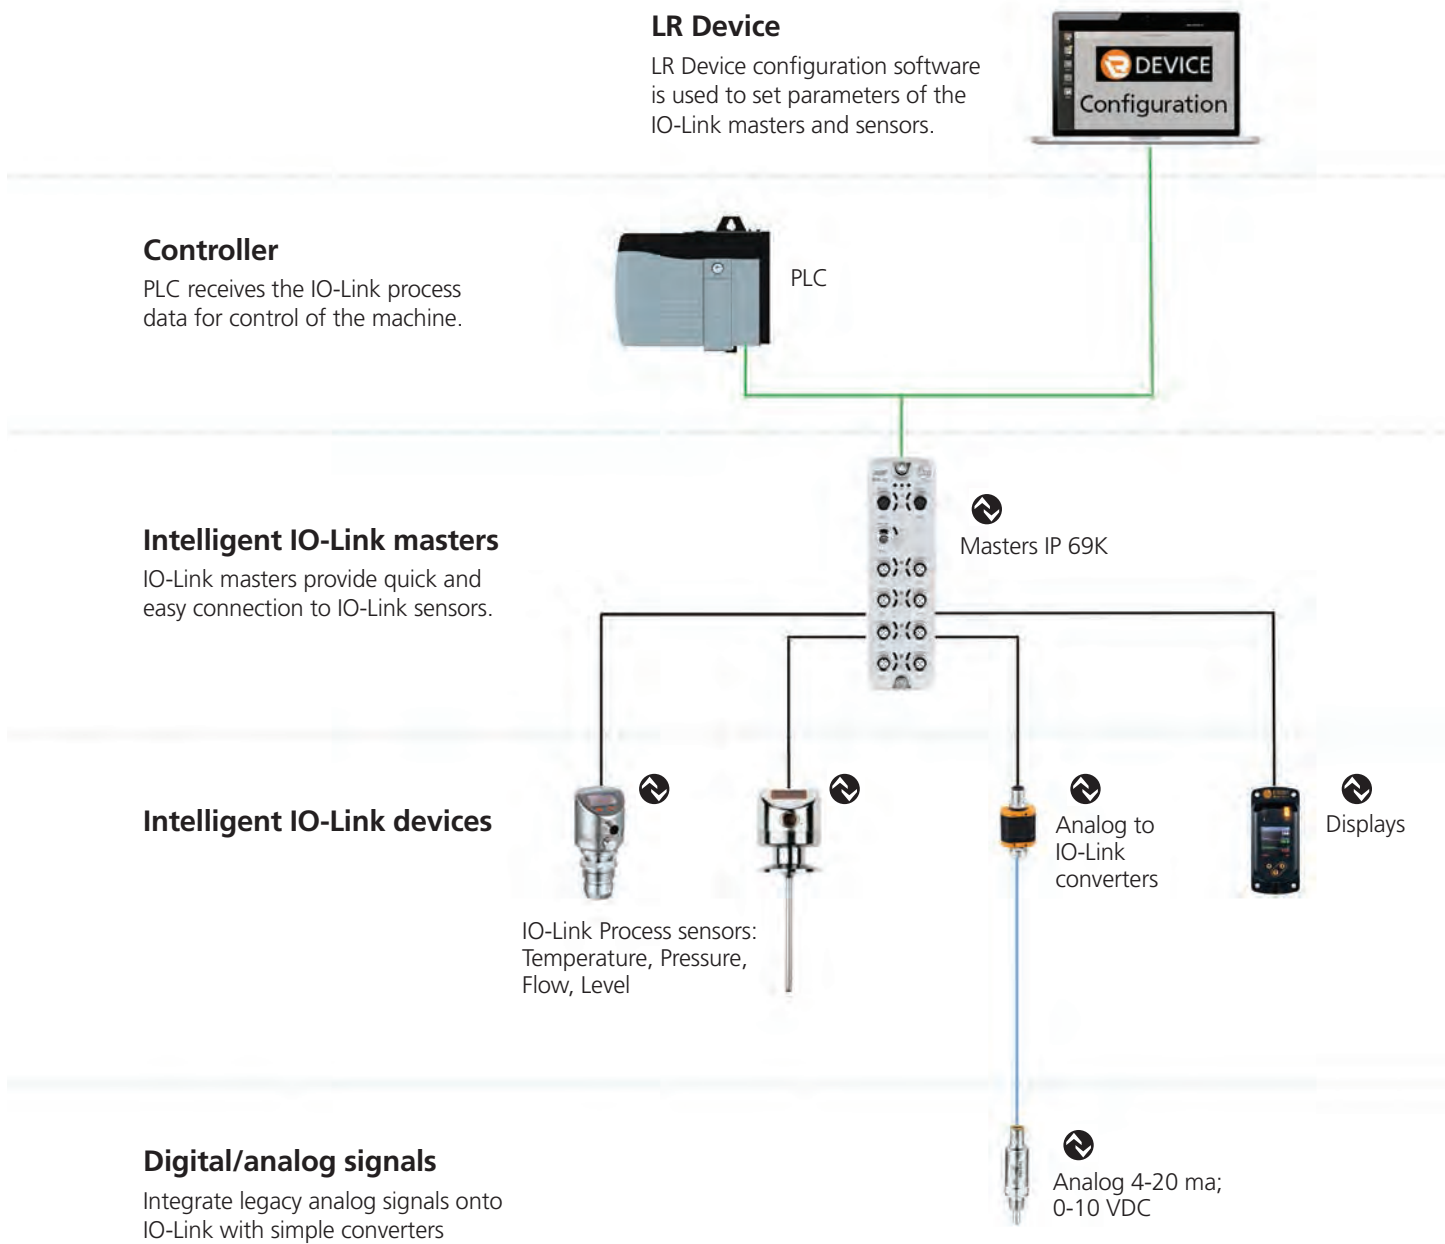 LR Device
LR Device configuration software
is used to set parameters of the
IO-Link masters and sensors.
DEVICE
Configuration
Controller
PLC receives the IO-Link process
data for control of the machine.
PLC
Intelligent IO-Link masters
IO-Link masters provide quick and
easy connection to IO-Link sensors.
Masters IP 69K
Intelligent IO-Link devices
IO-Link Process sensors:
Temperature, Pressure,
Flow, Level
Analog to
IO-Link
converters
Displays
Digital/analog signals
Integrate legacy analog signals onto
IO-Link with simple converters
Analog 4-20 ma;
0-10 VDC